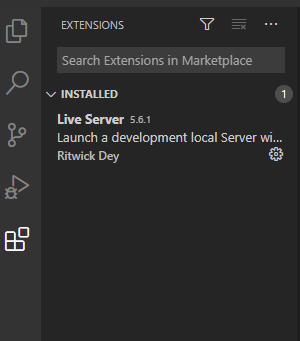 EXTENSIONS
Search Extensions in Marketplace
INSTALLED 1
Live Server 5.6.1
Launch a development local Server wi...
Ritwick Dey